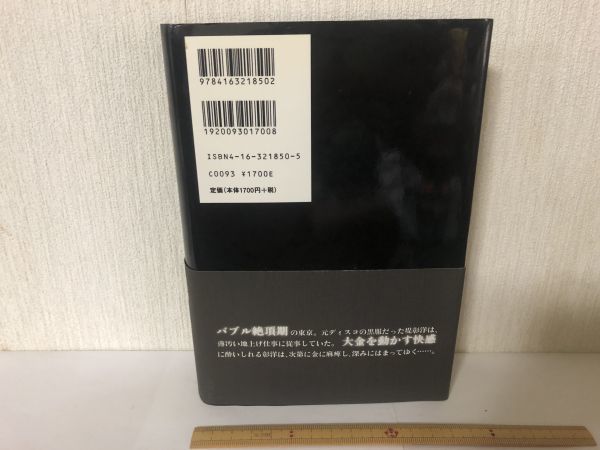 9784163218502
1920093017008
ISBN4-16-321850-5
C0093 ¥1700E
定価(本体1700円+税)
バブル絶頂期の東京。元ディスコの黒服だった堤彰洋は、
薄汚い地上げ仕事に従事していた。大金を動かす快感
に酔いしれる彰洋は、次第に金に麻痺し、深みにはまってゆく……。